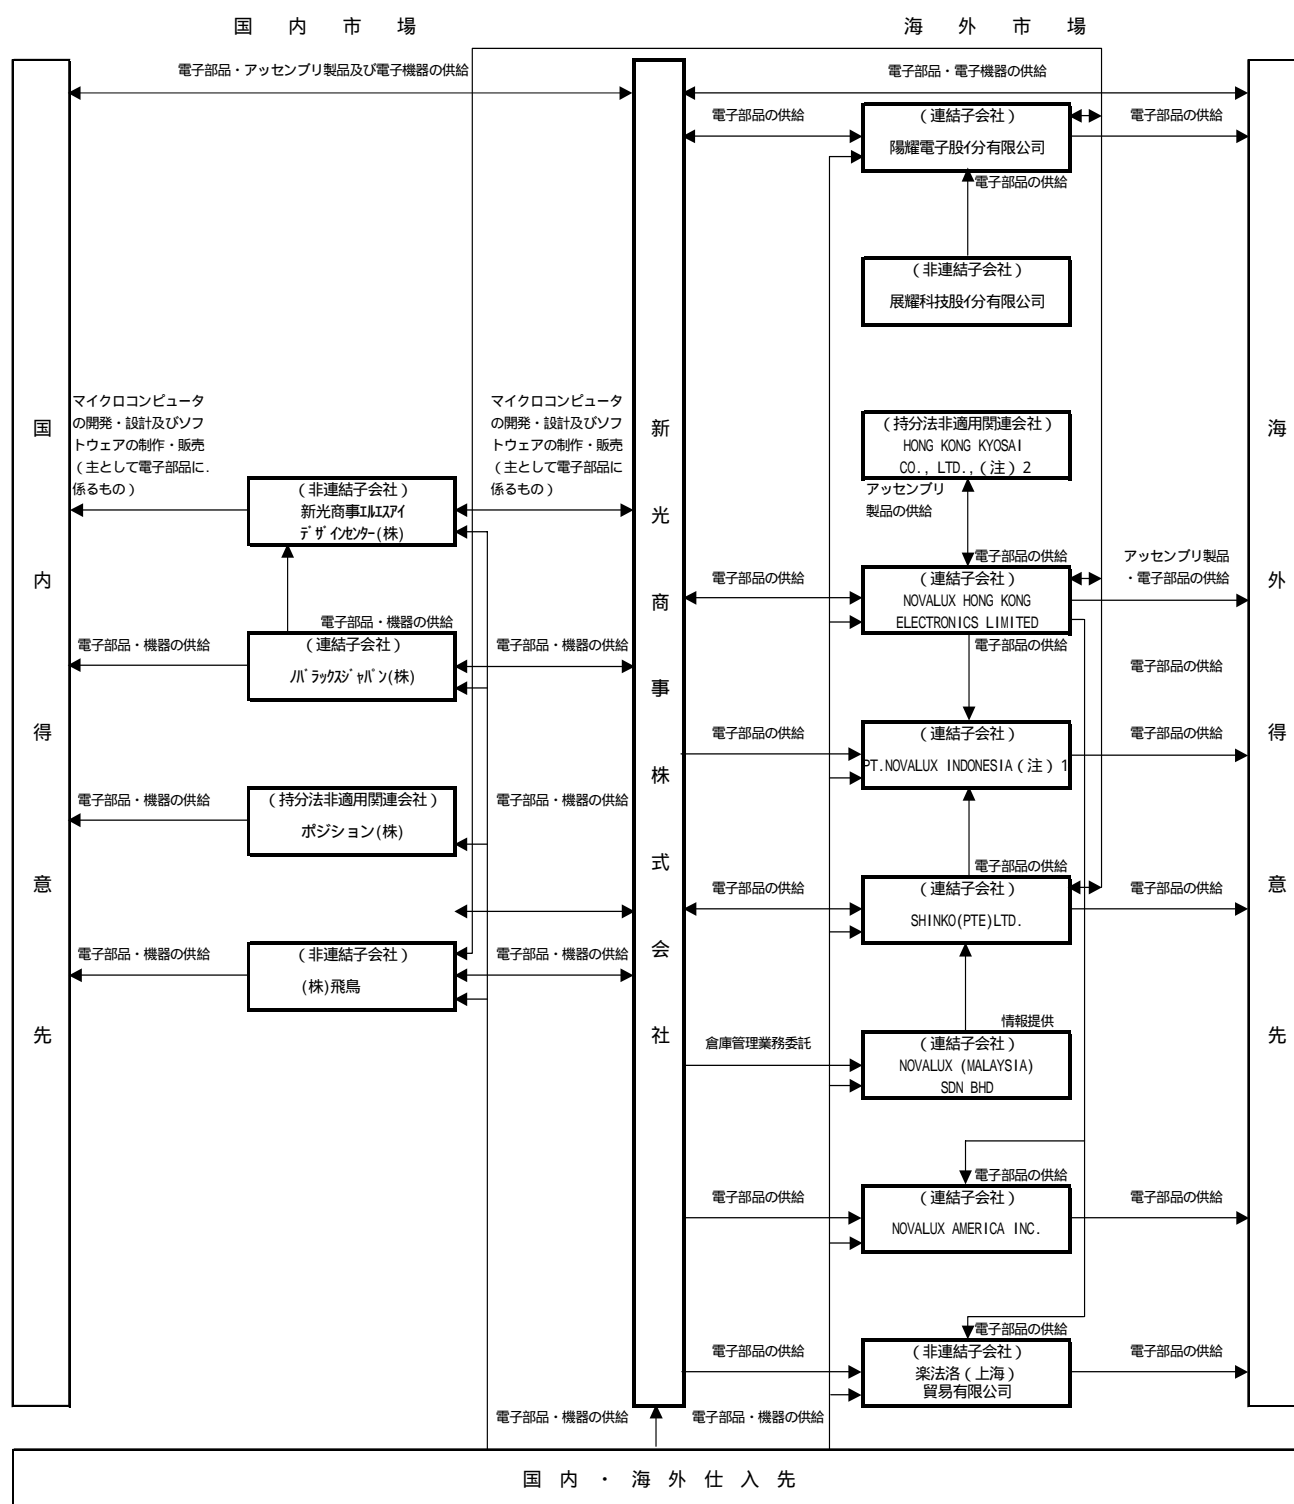 国内市場
海外市場
電子部品・アッセンブリ製品及び電子機器の供給
電子部品・電子機器の供給
電子部品の供給
(連結子会社)
陽耀電子股份有限公司
電子部品の供給
電子部品の供給
(非連結子会社)
展耀科技股份有限公司
国内得意先
マイクロコンピュータ
の開発・設計及びソフ
トウェアの制作・販売
(主として電子部品に.
係るもの)
(非連結子会社)
新光商事エルエスアイ
デザインセンター(株)
マイクロコンピュータ
の開発・設計及びソフ
トウェアの制作・販売
(主として電子部品に
係るもの)
新光商事株式会社
(持分法非適用関連会社)
HONG KONG KYOSAI
CO., LTD.,(注)2
アッセンブリ
製品の供給
電子部品の供給
電子部品の供給
(連結子会社)
NOVALUX HONG KONG
ELECTRONICS LIMITED
アッセンブリ製品
・電子部品の供給
海外得意先
電子部品の供給
電子部品の供給
電子部品・機器の供給
電子部品・機器の供給
(連結子会社)
ノバラックスジャパン(株)
電子部品・機器の供給
電子部品の供給
(連結子会社)
PT.NOVALUX INDONESIA(注)1
電子部品の供給
電子部品・機器の供給
(持分法非適用関連会社)
ポジション(株)
電子部品・機器の供給
電子部品の供給
電子部品の供給
(連結子会社)
SHINKO(PTE)LTD.
電子部品の供給
電子部品・機器の供給
(非連結子会社)
(株)飛鳥
電子部品・機器の供給
情報提供
倉庫管理業務委託
(連結子会社)
NOVALUX (MALAYSIA)
SDN BHD
電子部品の供給
電子部品の供給
(連結子会社)
NOVALUX AMERICA INC.
電子部品の供給
電子部品の供給
電子部品の供給
(非連結子会社)
楽法洛(上海)
貿易有限公司
電子部品の供給
電子部品・機器の供給
電子部品・機器の供給
国内・海外仕入先